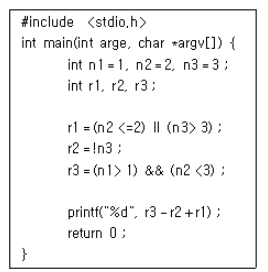 #include <stdio.h>
int main(int arge, char *argv[]) {
int n1=1, n2=2, n3=3;
int r1, r2, r3;
r1=(n2 <=2) || (n3> 3);
r2=!n3;
r3=(n1> 1) && (n2 <3);
printf("%d", r3-r2+r1);
return 0;
}